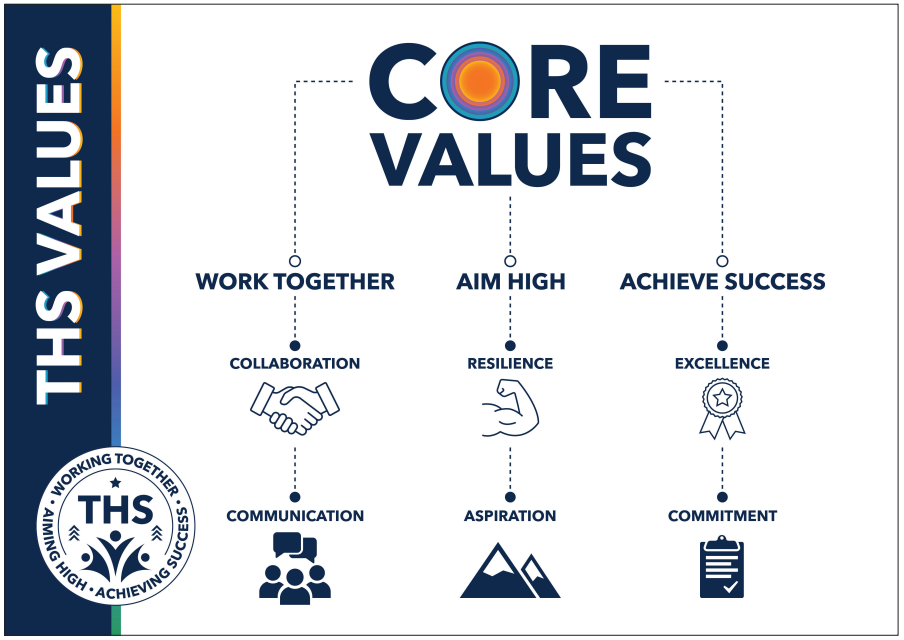 THS VALUES
CORE
VALUES
WORK TOGETHER
AIM HIGH
ACHIEVE SUCCESS
COLLABORATION
RESILIENCE
EXCELLENCE
COMMUNICATION
ASPIRATION
COMMITMENT
WORKING TOGETHER • ACHIEVING SUCCESS • AIMING HIGH •
THS